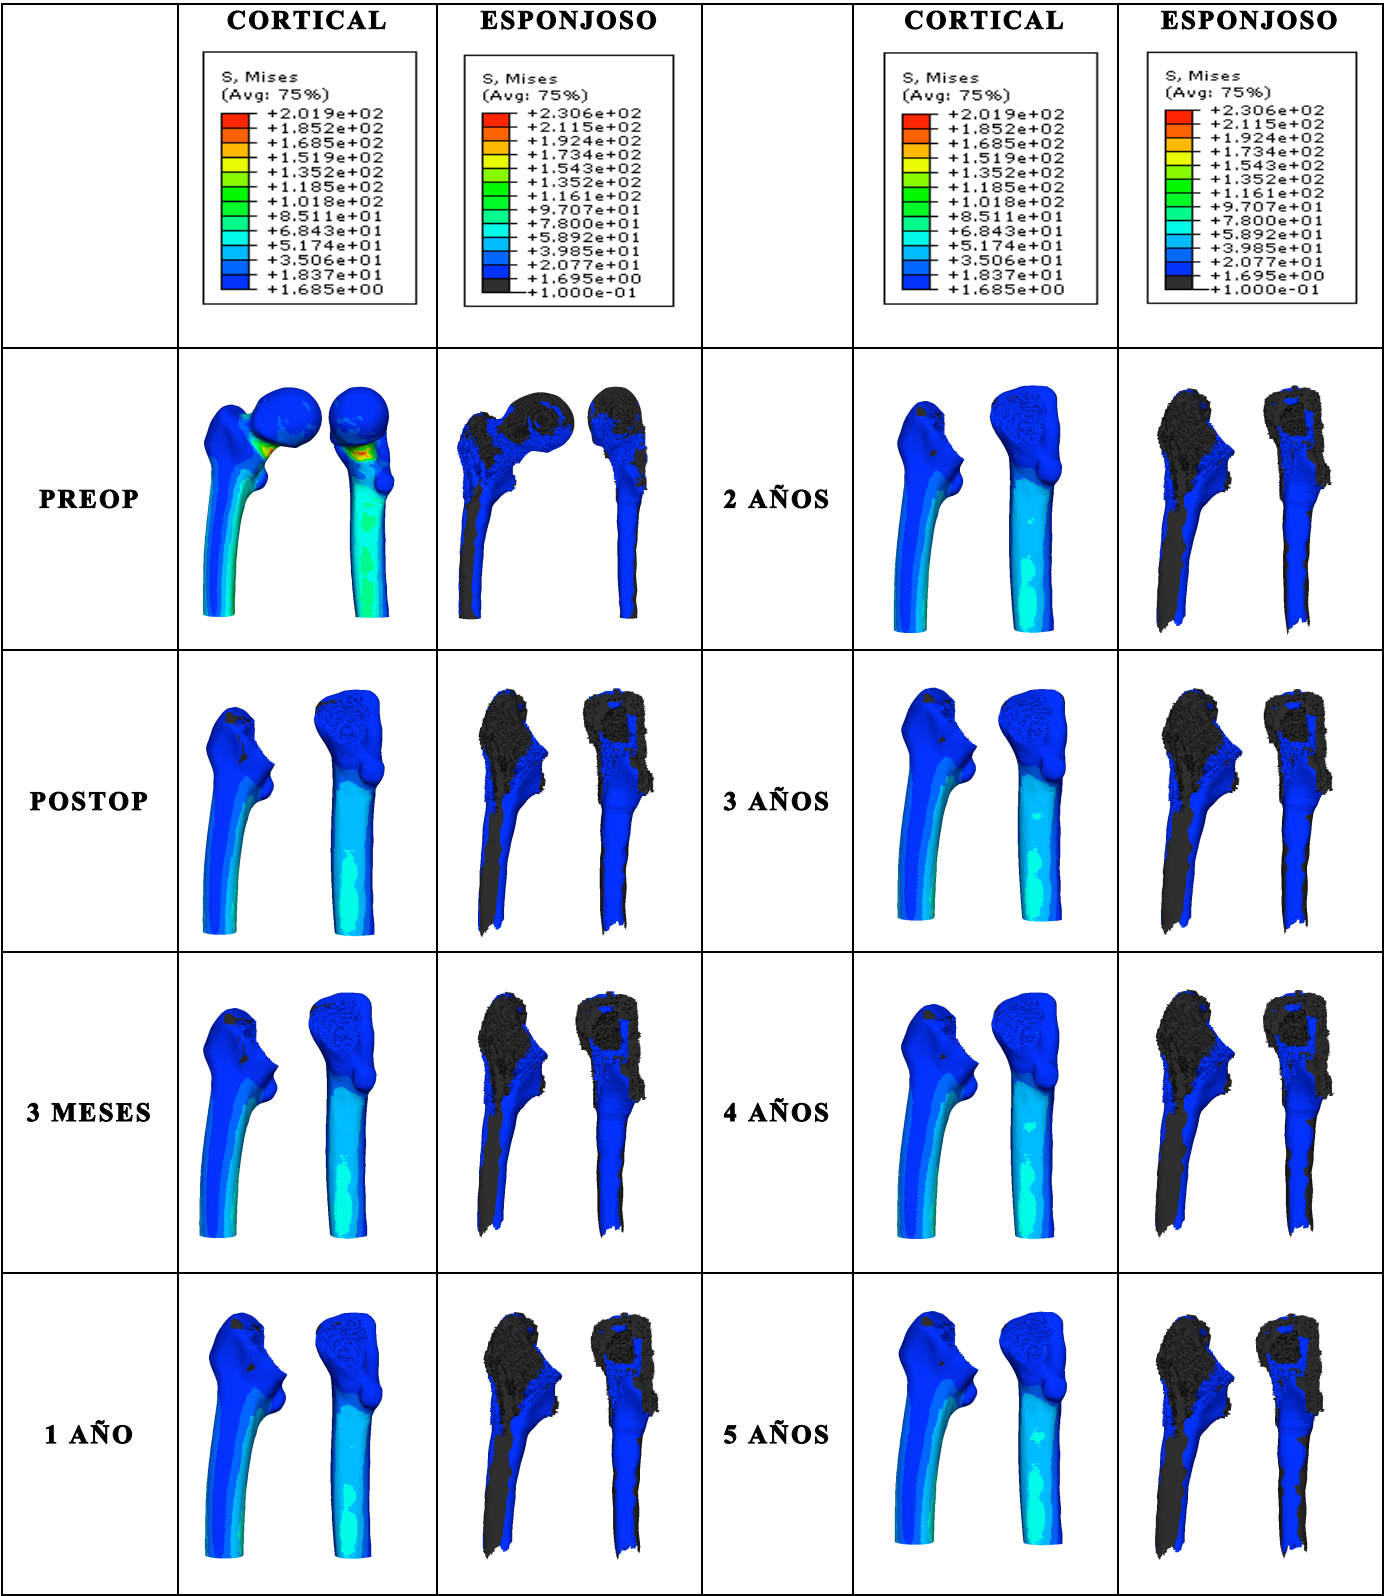 CORTICAL
ESPONJOSO
CORTICAL
ESPONJOSO
S, Mises
(Avg: 75%)
+2.019e+02
+1.852e+02
+1.685e+02
+1.519e+02
+1.352e+02
+1.185e+02
+1.018e+02
+8.511e+01
+6.843e+01
+5.174e+01
+3.506e+01
+1.837e+01
+1.685e+00
S, Mises
(Avg: 75%)
+2.306e+02
+2.115e+02
+1.924e+02
+1.734e+02
+1.543e+02
+1.352e+02
+1.161e+02
+9.707e+01
+7.800e+01
+5.892e+01
+3.985e+01
+2.077e+01
+1.695e+00
+1.000e-01
S, Mises
(Avg: 75%)
+2.019e+02
+1.852e+02
+1.685e+02
+1.519e+02
+1.352e+02
+1.185e+02
+1.018e+02
+8.511e+01
+6.843e+01
+5.174e+01
+3.506e+01
+1.837e+01
+1.685e+00
S, Mises
(Avg: 75%)
+2.306e+02
+2.115e+02
+1.924e+02
+1.734e+02
+1.543e+02
+1.352e+02
+1.161e+02
+9.707e+01
+7.800e+01
+5.892e+01
+3.985e+01
+2.077e+01
+1.695e+00
+1.000e-01
PREOP
2 AÑOS
POSTOP
3 AÑOS
3 MESES
4 AÑOS
1 AÑO
5 AÑOS